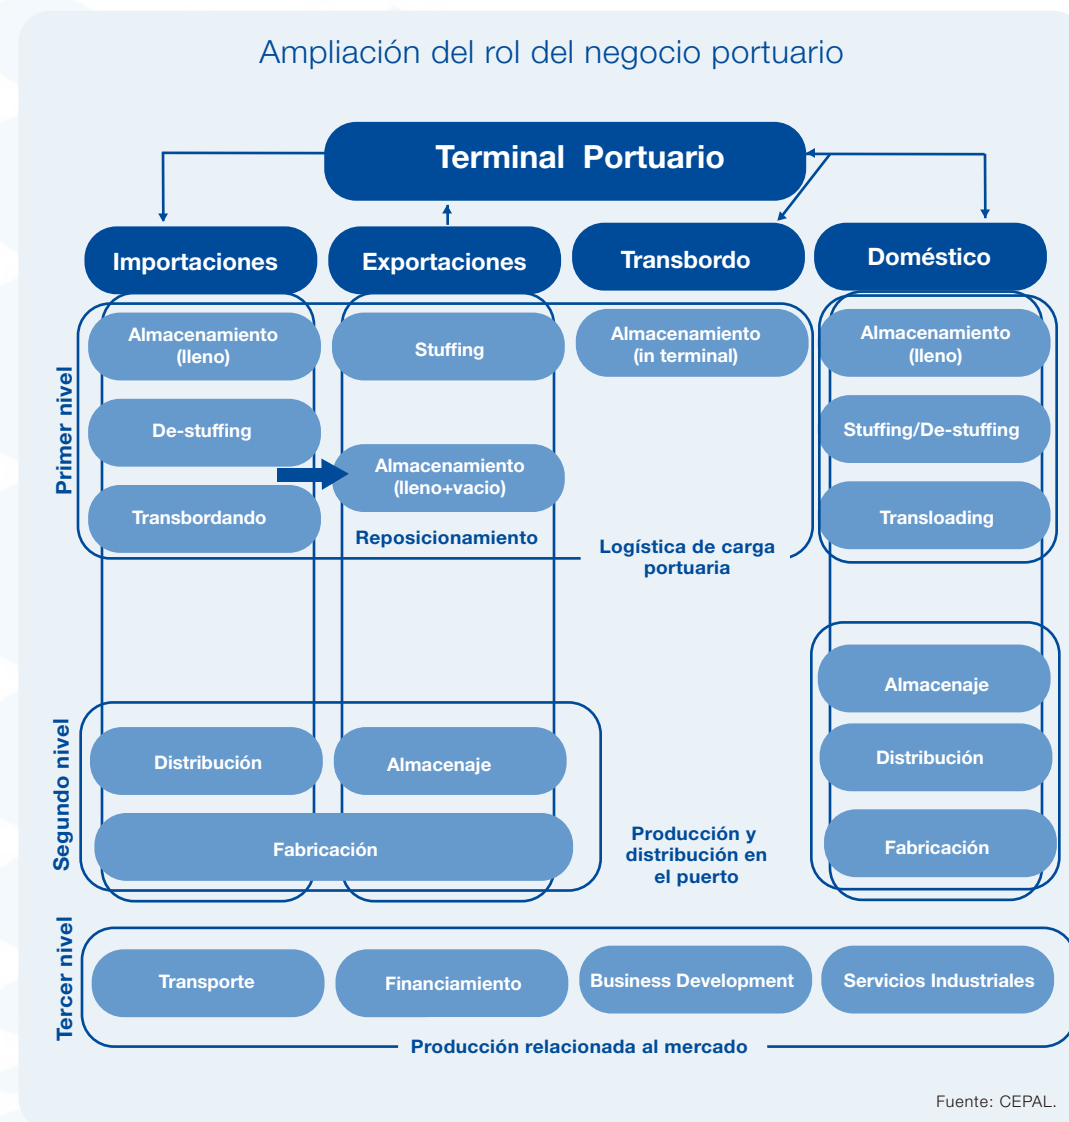 Ampliación del rol del negocio portuario
Terminal Portuario
Importaciones
Exportaciones
Transbordo
Doméstico
Primer nivel
Almacenamiento
(lleno)
Stuffing
Almacenamiento
(in terminal)
Almacenamiento
(lleno)
De-stuffing
Stuffing/De-stuffing
Almacenamiento
(lleno+vacio)
Transbordando
Translading
Reposicionamiento
Logística de carga
portuaria
Segundo nivel
Almacenaje
Distribución
Almacenaje
Distribución
Fabricación
Producción y
distribución en
el puerto
Fabricación
Tercer nivel
Transporte
Financiamiento
Business Development
Servicios Industriales
Producción relacionada al mercado
Fuente: CEPAL.